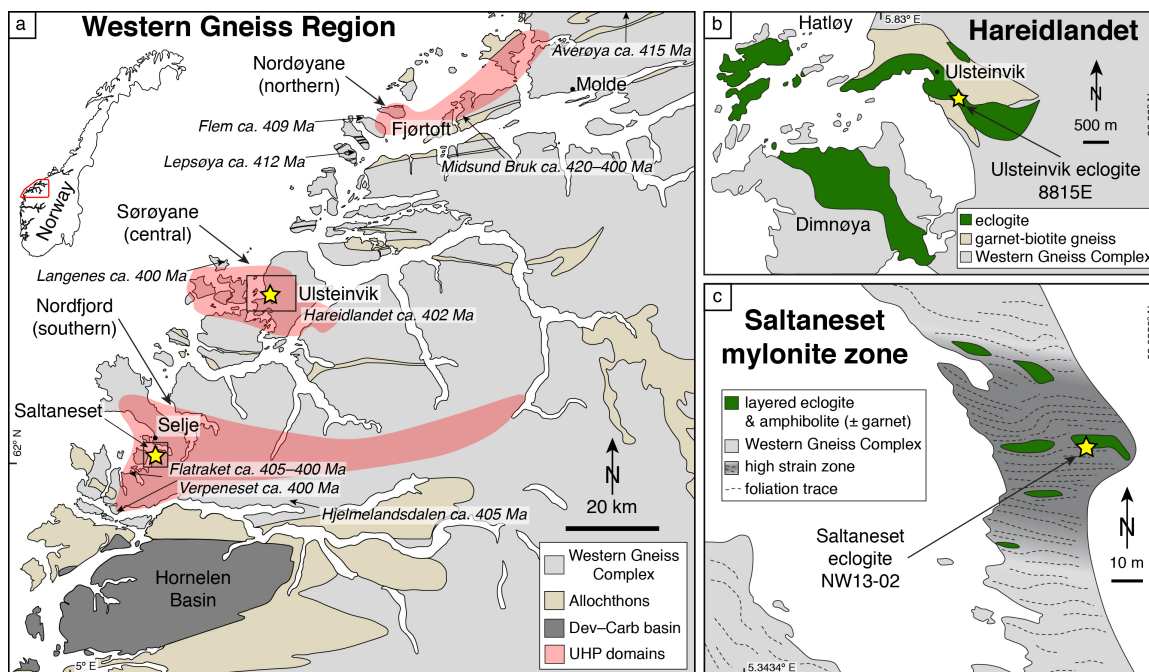 a
Western Gneiss Region
Norway
Nordøyane
(northern)
Averøya ca. 415 Ma
Molde
Flem ca. 409 Ma
Fjørtoft
Lepsøya ca. 412 Ma
Midsund Bruk ca. 420–400 Ma
Sørøyane
(central)
Langenes ca. 400 Ma
Ulsteinvik
Hareidlandet ca. 402 Ma
Nordfjord
(southern)
Saltaneset
Selje
62º N
Flatraket ca. 405–400 Ma
Verpeneset ca. 400 Ma
Hjelmelandsdalen ca. 405 Ma
N
20 km
Hornelen
Basin
5º E
Western Gneiss
Complex
Allochthons
Dev–Carb basin
UHP domains
b
Hatløy
5.83º E
Hareidlandet
Ulsteinvik
N
500 m
Ulsteinvik eclogite
8815E
Dimnøya
eclogite
garnet-biotite gneiss
Western Gneiss Complex
c
Saltaneset
mylonite zone
layered eclogite
& amphibolite (± garnet)
Western Gneiss Complex
high strain zone
foliation trace
Saltaneset
eclogite
NW13-02
N
10 m
5.3434º E